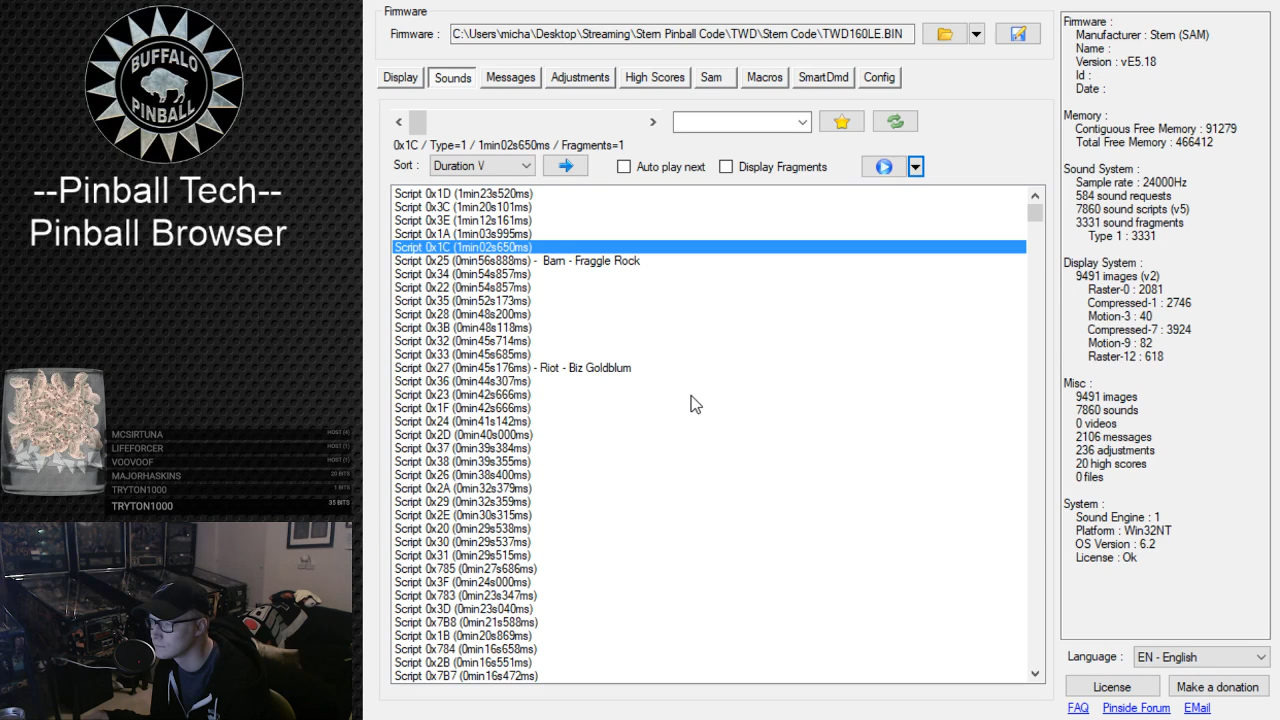 BUFFALO
PINBALL
--Pinball Tech--
Pinball Browser
MCSIRTUNA HOST (4)
LIFEFORCER HOST (1)
VOOVOOF HOST (1)
MAJORHASKINS 20 BITS
TRYTON1000 1 BITS
TRYTON1000 35 BITS
Firmware
Firmware : C:\Users\micha\Desktop\Streaming\Stern Pinball Code\TWD\Stern Code\TWD160LE.BIN
Display Sounds Messages Adjustments High Scores Sam Macros SmartDmd Config
0x1C / Type=1 / 1min02s650ms / Fragments=1
Sort : Duration V Auto play next Display Fragments
Script 0x1D (1min23s520ms)
Script 0x3C (1min20s101ms)
Script 0x3E (1min12s161ms)
Script 0x1A (1min03s995ms)
Script 0x1C (1min02s650ms)
Script 0x25 (0min56s888ms) - Barn - Fraggle Rock
Script 0x34 (0min54s857ms)
Script 0x22 (0min54s857ms)
Script 0x35 (0min52s173ms)
Script 0x28 (0min48s200ms)
Script 0x3B (0min48s118ms)
Script 0x32 (0min45s714ms)
Script 0x33 (0min45s685ms)
Script 0x27 (0min45s176ms) - Riot - Biz Goldblum
Script 0x36 (0min44s307ms)
Script 0x23 (0min42s666ms)
Script 0x1F (0min42s666ms)
Script 0x24 (0min41s142ms)
Script 0x2D (0min40s000ms)
Script 0x37 (0min39s384ms)
Script 0x38 (0min39s355ms)
Script 0x26 (0min38s400ms)
Script 0x2A (0min32s379ms)
Script 0x29 (0min32s359ms)
Script 0x2E (0min30s315ms)
Script 0x20 (0min29s538ms)
Script 0x30 (0min29s537ms)
Script 0x31 (0min29s515ms)
Script 0x785 (0min27s686ms)
Script 0x3F (0min24s000ms)
Script 0x783 (0min23s347ms)
Script 0x3D (0min23s040ms)
Script 0x7B8 (0min21s588ms)
Script 0x1B (0min20s869ms)
Script 0x784 (0min16s658ms)
Script 0x2B (0min16s551ms)
Script 0x7B7 (0min16s472ms)
Firmware :
Manufacturer : Stern (SAM)
Name :
Version : vE5.18
Id :
Date :
Memory :
Contiguous Free Memory : 91279
Total Free Memory : 466412
Sound System :
Sample rate : 24000Hz
584 sound requests
7860 sound scripts (v5)
3331 sound fragments
Type 1 : 3331
Display System :
9491 images (v2)
Raster-0 : 2081
Compressed-1 : 2746
Motion-3 : 40
Compressed-7 : 3924
Motion-9 : 82
Raster-12 : 618
Misc :
9491 images
7860 sounds
0 videos
2106 messages
236 adjustments
20 high scores
0 files
System :
Sound Engine : 1
Platform : Win32NT
OS Version : 6.2
License : Ok
Language : EN - English
License Make a donation
FAQ Pinside Forum EMail